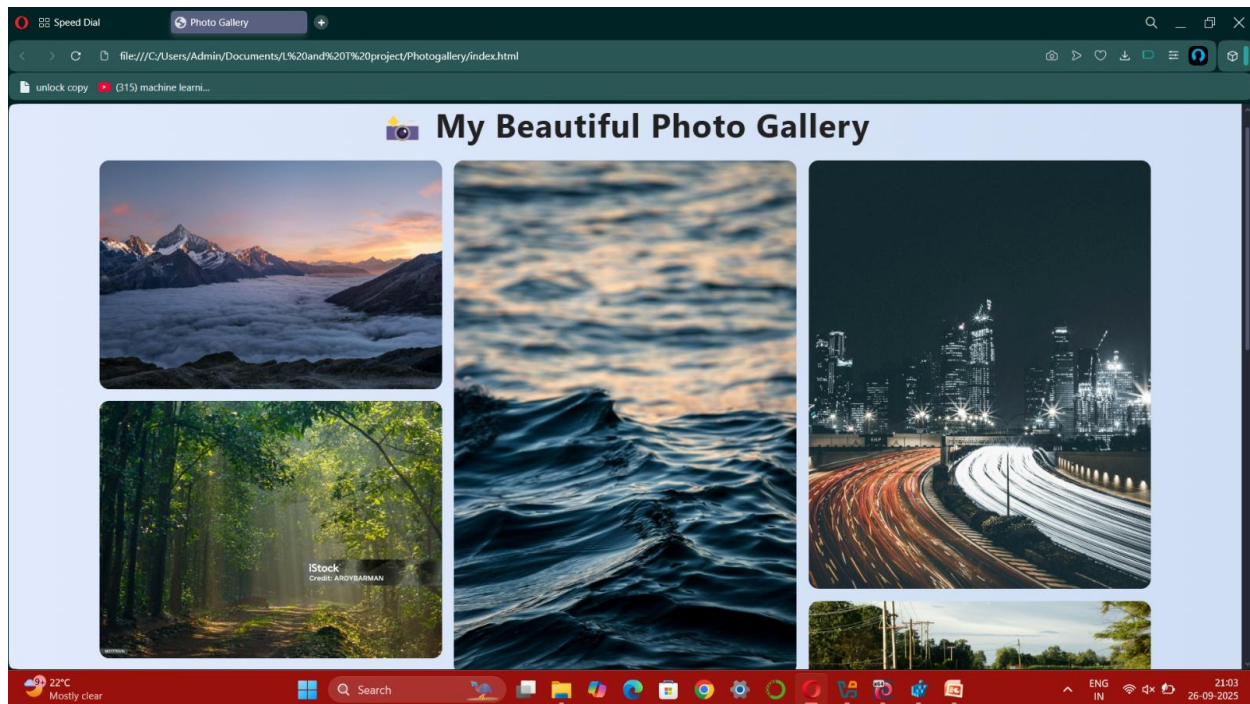 Speed Dial
Photo Gallery
file:///C:/Users/Admin/Documents/L%20and%20T%20project/Photogallery/index.html
unlock copy
(315) machine learni...
My Beautiful Photo Gallery
iStock
Credit: AROYBARMAN
9+
22°C
Mostly clear
Search
ENG
IN
21:03
26-09-2025